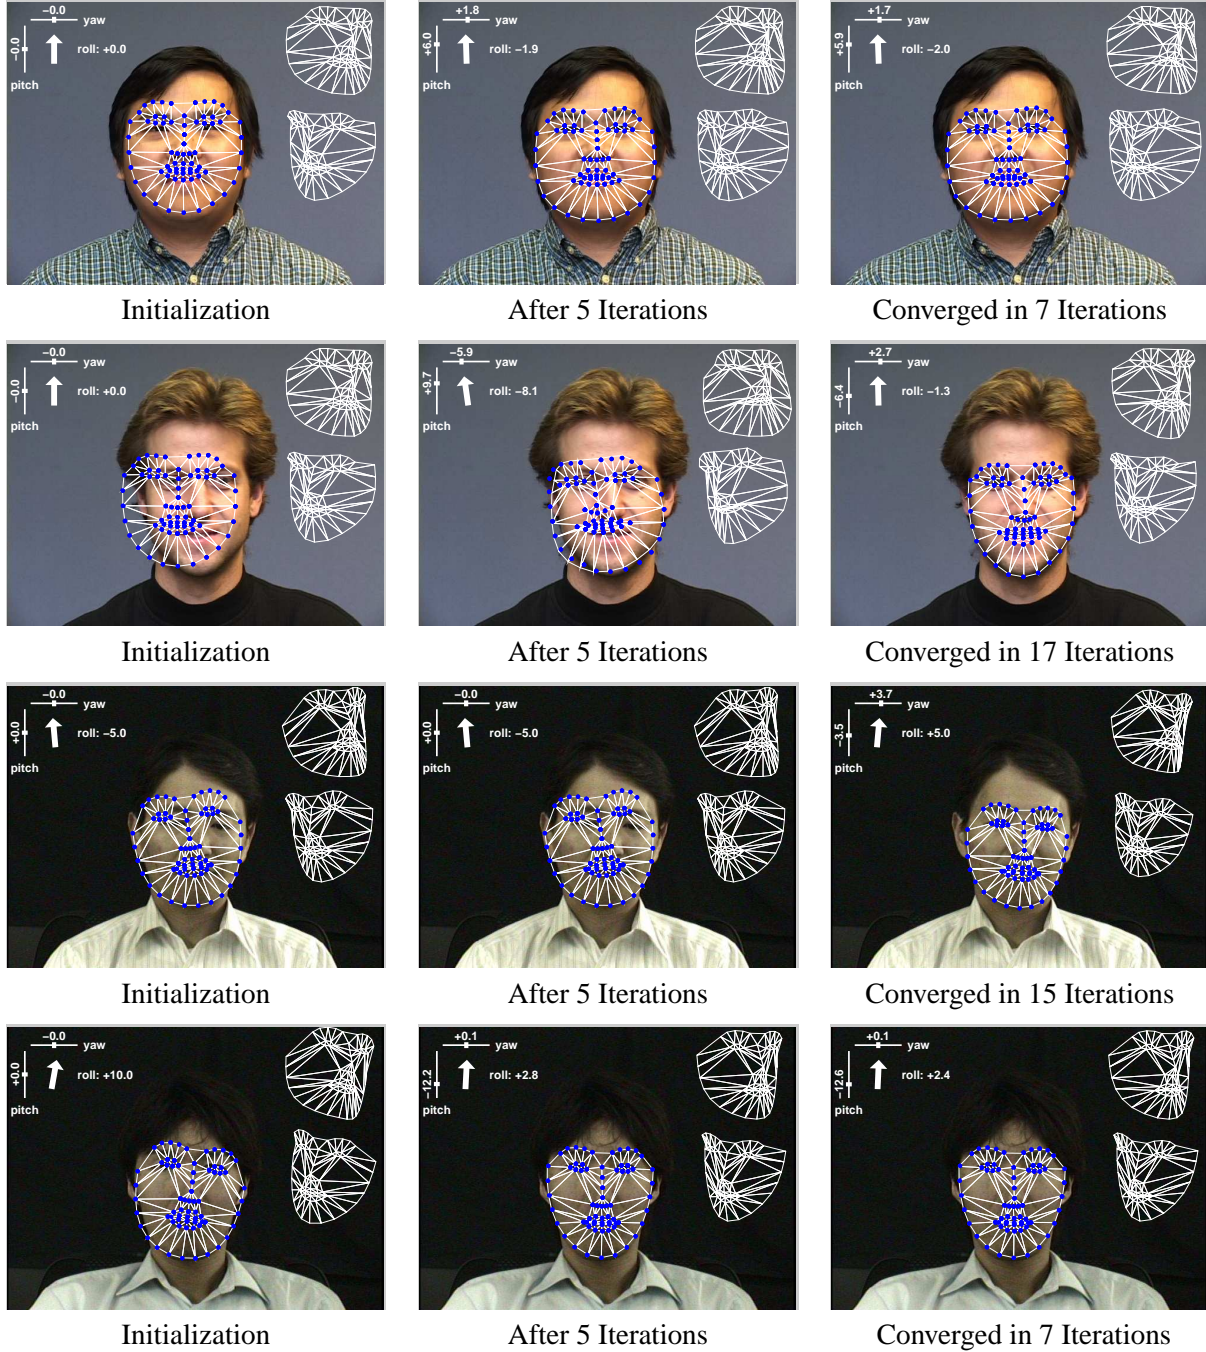 −0.0
yaw
−0.0
roll: +0.0
pitch
+1.8
yaw
+6.0
roll: −1.9
pitch
+1.7
yaw
+5.9
roll: −2.0
pitch
Initialization
After 5 Iterations
Converged in 7 Iterations
−0.0
yaw
−0.0
roll: +0.0
pitch
−5.9
yaw
+9.7
roll: −8.1
pitch
+2.7
yaw
−6.4
roll: −1.3
pitch
Initialization
After 5 Iterations
Converged in 17 Iterations
−0.0
yaw
+0.0
roll: −5.0
pitch
−0.0
yaw
+0.0
roll: −5.0
pitch
+3.7
yaw
−3.5
roll: +5.0
pitch
Initialization
After 5 Iterations
Converged in 15 Iterations
−0.0
yaw
+0.0
roll: +10.0
pitch
+0.1
yaw
−12.2
roll: +2.8
pitch
+0.1
yaw
−12.6
roll: +2.4
pitch
Initialization
After 5 Iterations
Converged in 7 Iterations